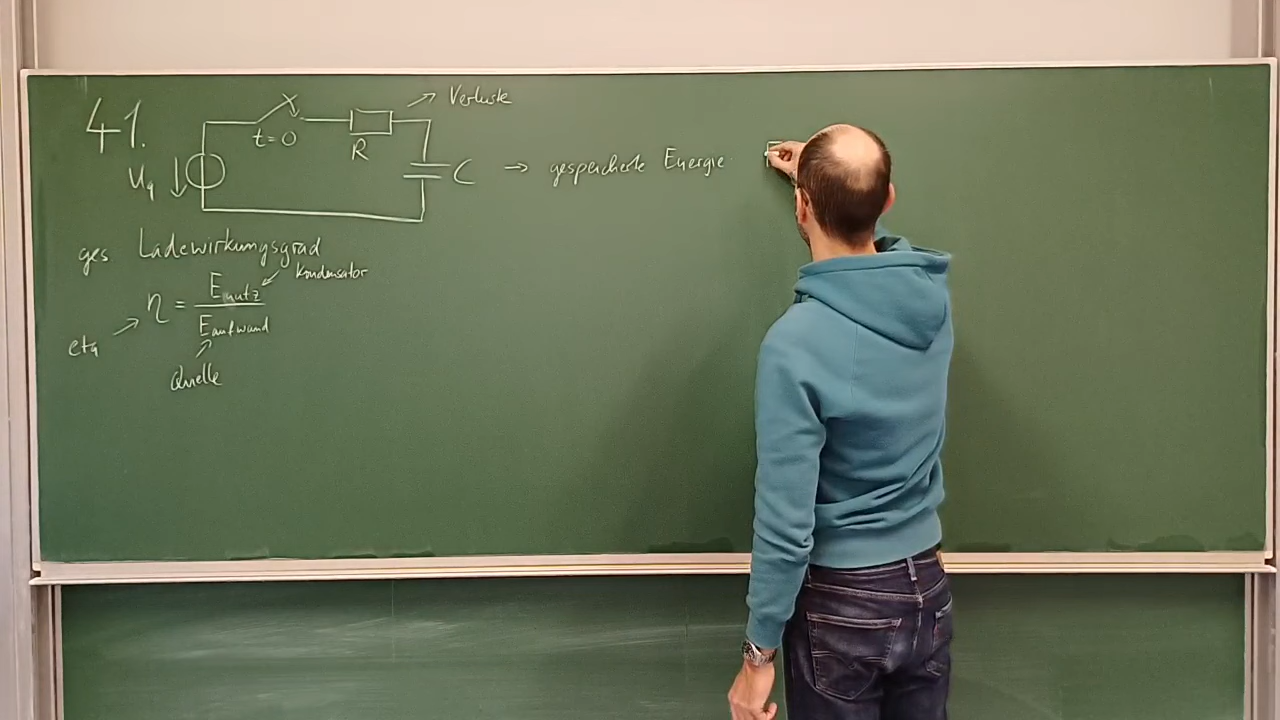 41.
Verluste
t=0
R
Uq
C → gespeicherte Energie
E
ges Ladewirkungsgrad
Kondensator
η = Enutz / Eaufwand
eta
Quelle